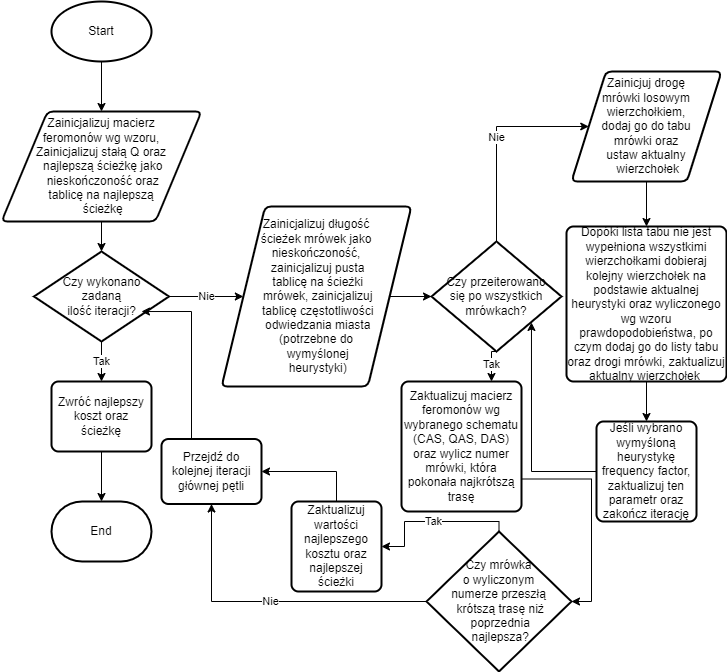 Start
Zainicjalizuj macierz
feromonów wg wzoru,
Zainicjalizuj stałą Q oraz
najlepszą ścieżkę jako
nieskończoność oraz
tablicę na najlepszą
ścieżkę
Czy wykonano
zadaną
ilość iteracji?
Tak
Zwróć najlepszy
koszt oraz
ścieżkę
End
Nie
Zainicjalizuj długość
ścieżek mrówek jako
nieskończoność,
zainicjalizuj pusta
tablicę na ścieżki
mrówek, zainicjalizuj
tablicę częstotliwości
odwiedzania miasta
(potrzebne do
wymyślonej
heurystyki)
Czy przeiterowano
się po wszystkich
mrówkach?
Nie
Zainicjuj drogę
mrówki losowym
wierzchołkiem,
dodaj go do tabu
mrówki oraz
ustaw aktualny
wierzchołek
Dopoki lista tabu nie jest
wypełniona wszystkimi
wierzchołkami dobieraj
kolejny wierzchołek na
podstawie aktualnej
heurystyki oraz wyliczonego
wg wzoru
prawdopodobieństwa, po
czym dodaj go do listy tabu
oraz drogi mrówki, zaktualizuj
aktualny wierzchołek
Jeśli wybrano
wymyśloną
heurystykę
frequency factor,
zaktualizuj ten
parametr oraz
zakończ iterację
Tak
Zaktualizuj macierz
feromonów wg
wybranego schematu
(CAS, QAS, DAS)
oraz wylicz numer
mrówki, która
pokonała najkrótszą
trasę
Czy mrówka
o wyliczonym
numerze przeszłą
krótszą trasę niż
poprzednia
najlepsza?
Tak
Zaktualizuj
wartości
najlepszego
kosztu oraz
najlepszej
ścieżki
Nie
Przejdź do
kolejnej iteracji
głównej pętli